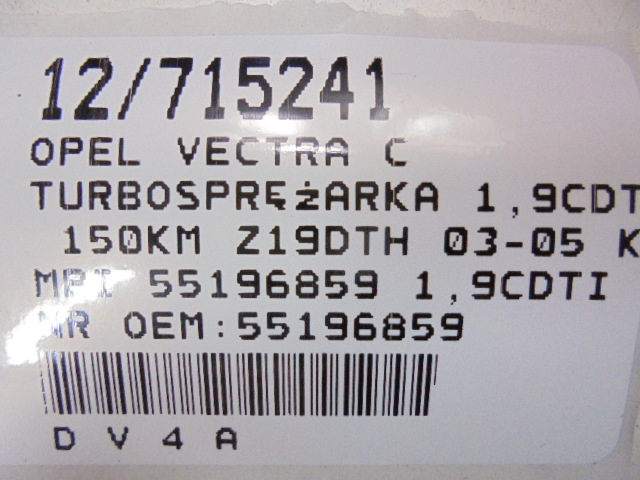 12/715241
OPEL VECTRA C
TURBOSPRĘżARKA 1,9CDT
150KM Z19DTH 03-05 K
MPI 55196859 1,9CDTI
NR OEM:55196859
D V 4 A